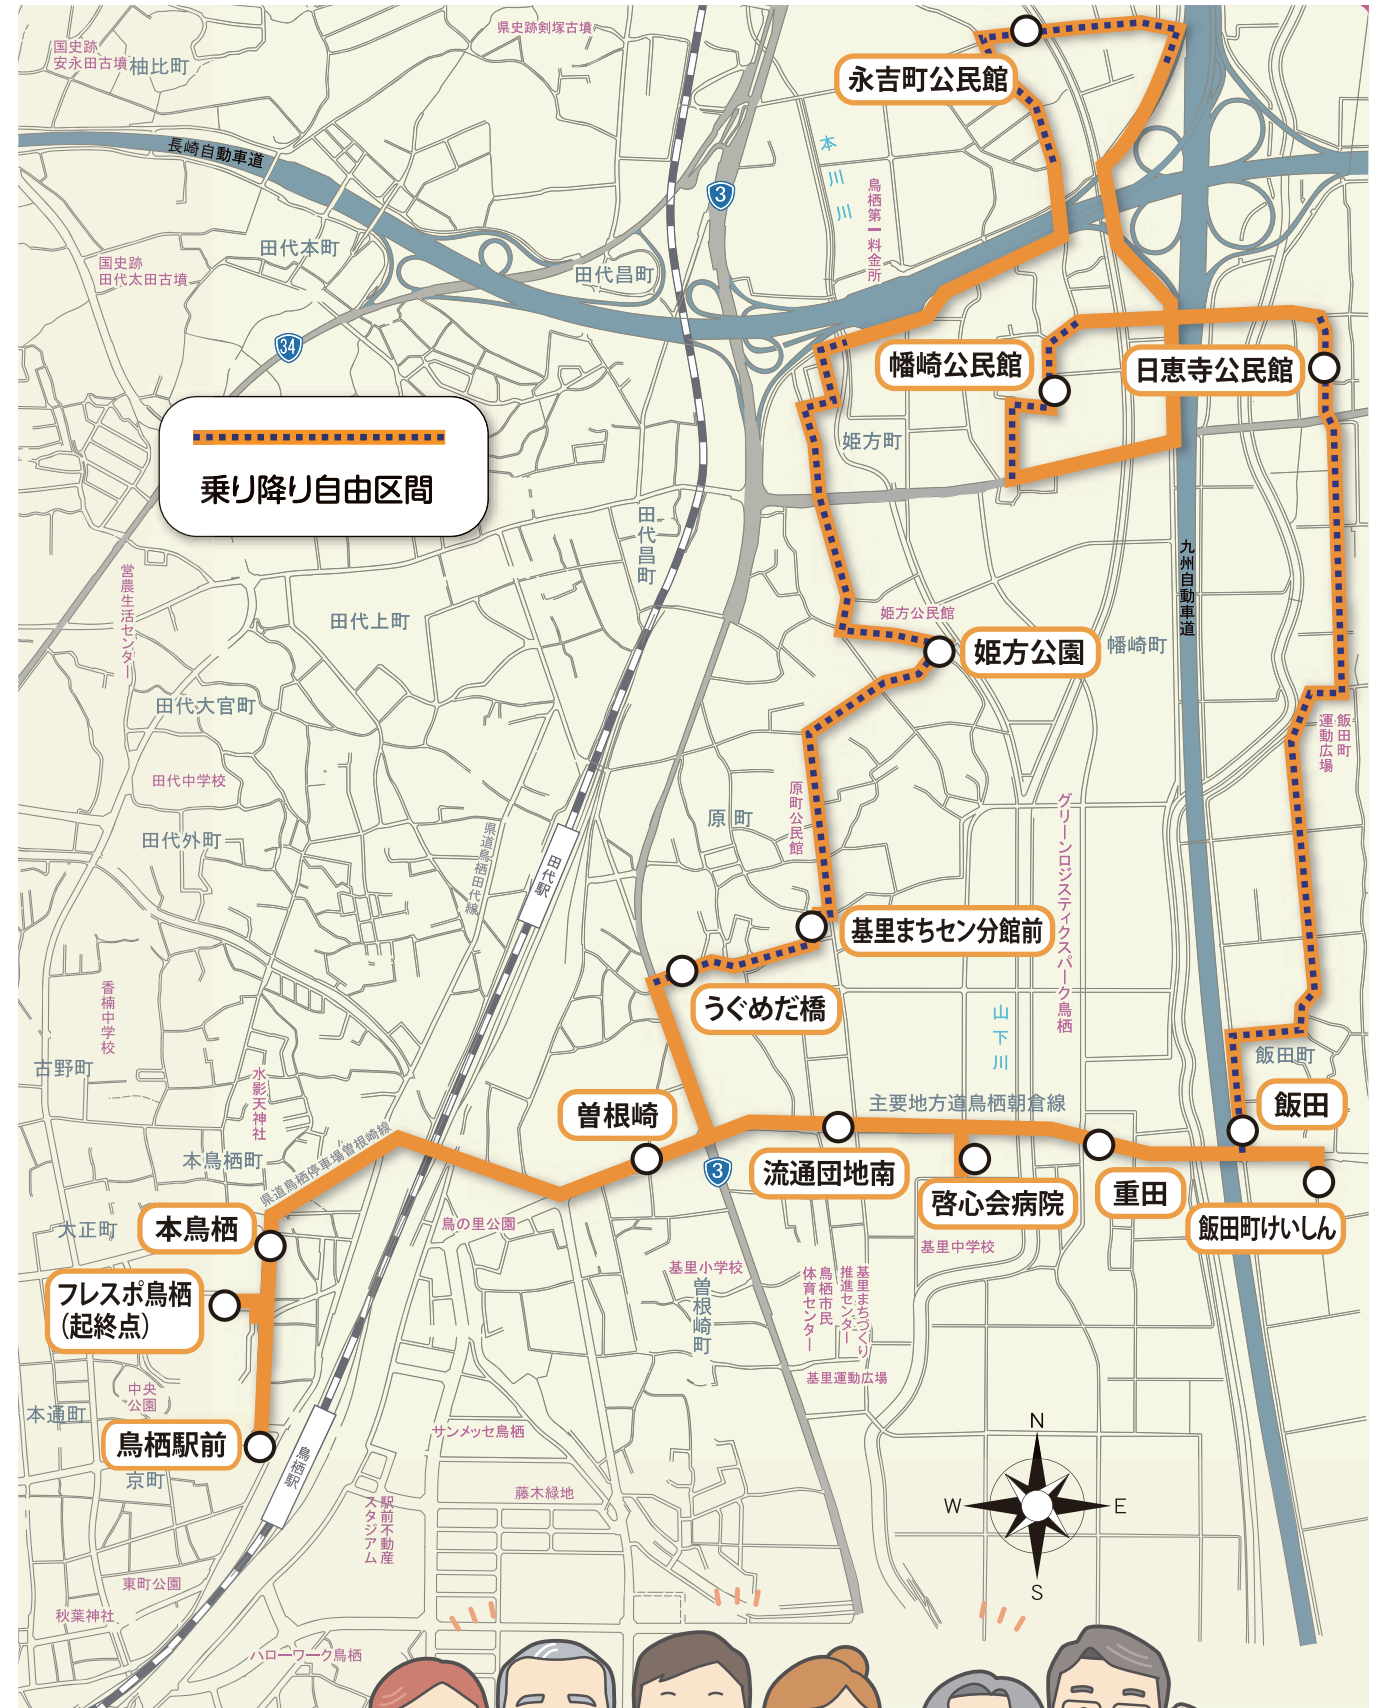 県史跡剣塚古墳
国史跡
安永田古墳
柚比町
永吉町公民館
長崎自動車道
本川川
鳥栖第一料金所
3
田代本町
国史跡
田代太田古墳
田代昌町
34
幡崎公民館
日恵寺公民館
乗り降り自由区間
姫方町
田代昌町
九州自動車道
営農生活センター
田代上町
姫方公民館
姫方公園
幡崎町
田代大官町
飯田町
運動広場
田代中学校
原町公民館
原町
グリーンロジスティクスパーク鳥栖
田代外町
県道鳥栖田代線
田代駅
基里まちセン分館前
うぐめだ橋
香楠中学校
山下川
古野町
飯田町
水影天神社
飯田
曽根崎
主要地方道鳥栖朝倉線
県道鳥栖停車場曽根崎線
本鳥栖町
3
流通団地南
啓心会病院
重田
飯田町けいしん
大正町
本鳥栖
鳥の里公園
基里中学校
フレスポ鳥栖
(起終点)
基里小学校
曽根崎町
鳥栖市民
体育センター
基里まちづくり
推進センター
基里運動広場
中央
公園
本通町
鳥栖駅前
サンメッセ鳥栖
鳥栖駅
京町
藤木緑地
駅前不動産
スタジアム
N
W
E
S
東町公園
秋葉神社
ハローワーク鳥栖